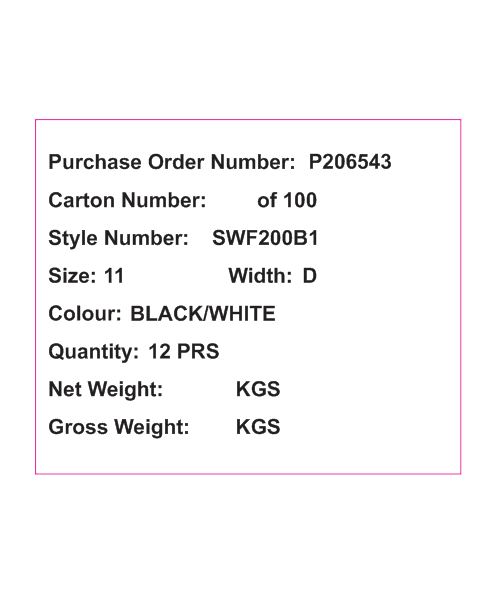 Purchase Order Number: P206543
Carton Number: of 100
Style Number: SWF200B1
Size: 11 Width: D
Colour: BLACK/WHITE
Quantity: 12 PRS
Net Weight: KGS
Gross Weight: KGS